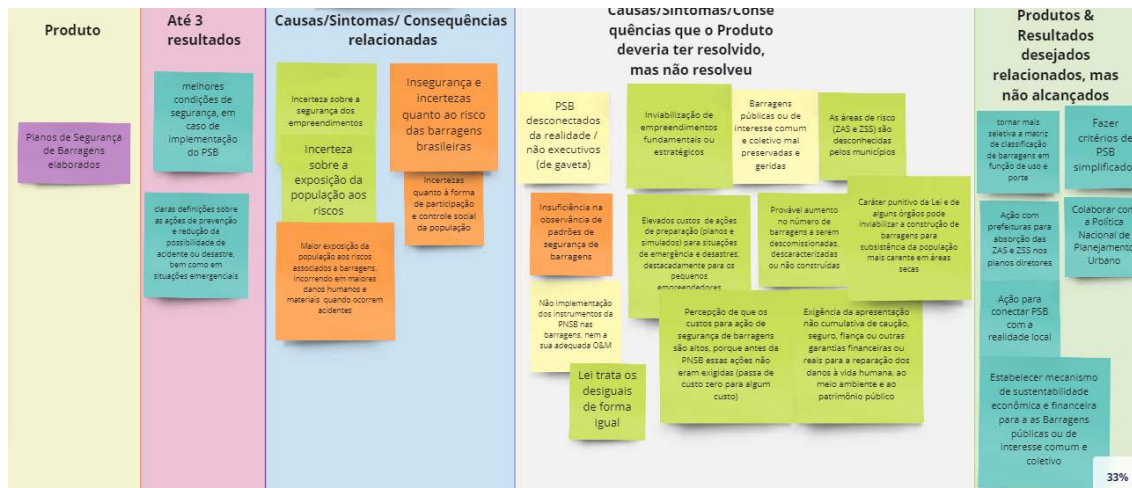 Produto
Planos de Segurança
de Barragens
elaborados
Até 3
resultados
melhores
condições de
segurança, em
caso de
implementação
do PSB
claras definições sobre
as ações de prevenção
e redução da
possibilidade de
acidente ou desastre,
bem como em
situações emergenciais
Causas/Sintomas/ Consequências
relacionadas
Incerteza sobre a
segurança dos
empreendimentos
Insegurança e
incertezas
quanto ao risco
das barragens
brasileiras
Incerteza
sobre a
exposição da
população aos
riscos
Incertezas
quanto à forma
de participação
e controle social
da população
Maior exposição da
população aos riscos
associados a barragens,
incorrendo em maiores
danos humanos e
materiais quando ocorrem
acidentes
Causas/Sintomas/Conse
quências que o Produto
deveria ter resolvido,
mas não resolveu
PSB
desconectados
da realidade /
não executivos
(de gaveta)
Inviabilização de
empreendimentos
fundamentais ou
estratégicos
Barragens
públicas ou de
interesse comum
e coletivo mal
preservadas e
geridas
As áreas de risco
(ZAS e ZSS) são
desconhecidas
pelos municípios
Insuficiência na
observância de
padrões de
segurança de
barragens
Elevados custos de ações
de preparação (planos e
simulados) para situações
de emergência e desastres,
destacadamente para os
pequenos
empreendedores
Provável aumento
no número de
barragens a serem
descomissionadas,
descaracterizadas
ou não construídas
Caráter punitivo da Lei e de
alguns órgãos pode
inviabilizar a construção de
barragens para
subsistência da população
mais carente em áreas
secas
Não implementação
dos instrumentos da
PNSB nas
barragens, nem a
sua adequada O&M
Percepção de que os
custos para ação de
segurança de barragens
são altos, porque antes da
PNSB essas ações não
eram exigidas (passa de
custo zero para algum
custo)
Exigência da apresentação
não cumulativa de caução,
seguro, fiança ou outras
garantias financeiras ou
reais para a reparação dos
danos à vida humana, ao
meio ambiente e ao
patrimônio público
Lei trata os
desiguais
de forma
igual
Produtos &
Resultados
desejados
relacionados, mas
não alcançados
tornar mais
seletiva a matriz
de classificação
de barragens em
função de uso e
porte
Fazer
critérios de
PSB
simplificado
Ação com
prefeituras para
absorção das
ZAS e ZSS nos
planos diretores
Colaborar com
a Política
Nacional de
Planejamento
Urbano
Ação para
conectar PSB
com a
realidade local
Estabelecer mecanismo
de sustentabilidade
econômica e financeira
para a as Barragens
públicas ou de
interesse comum e
coletivo
33%